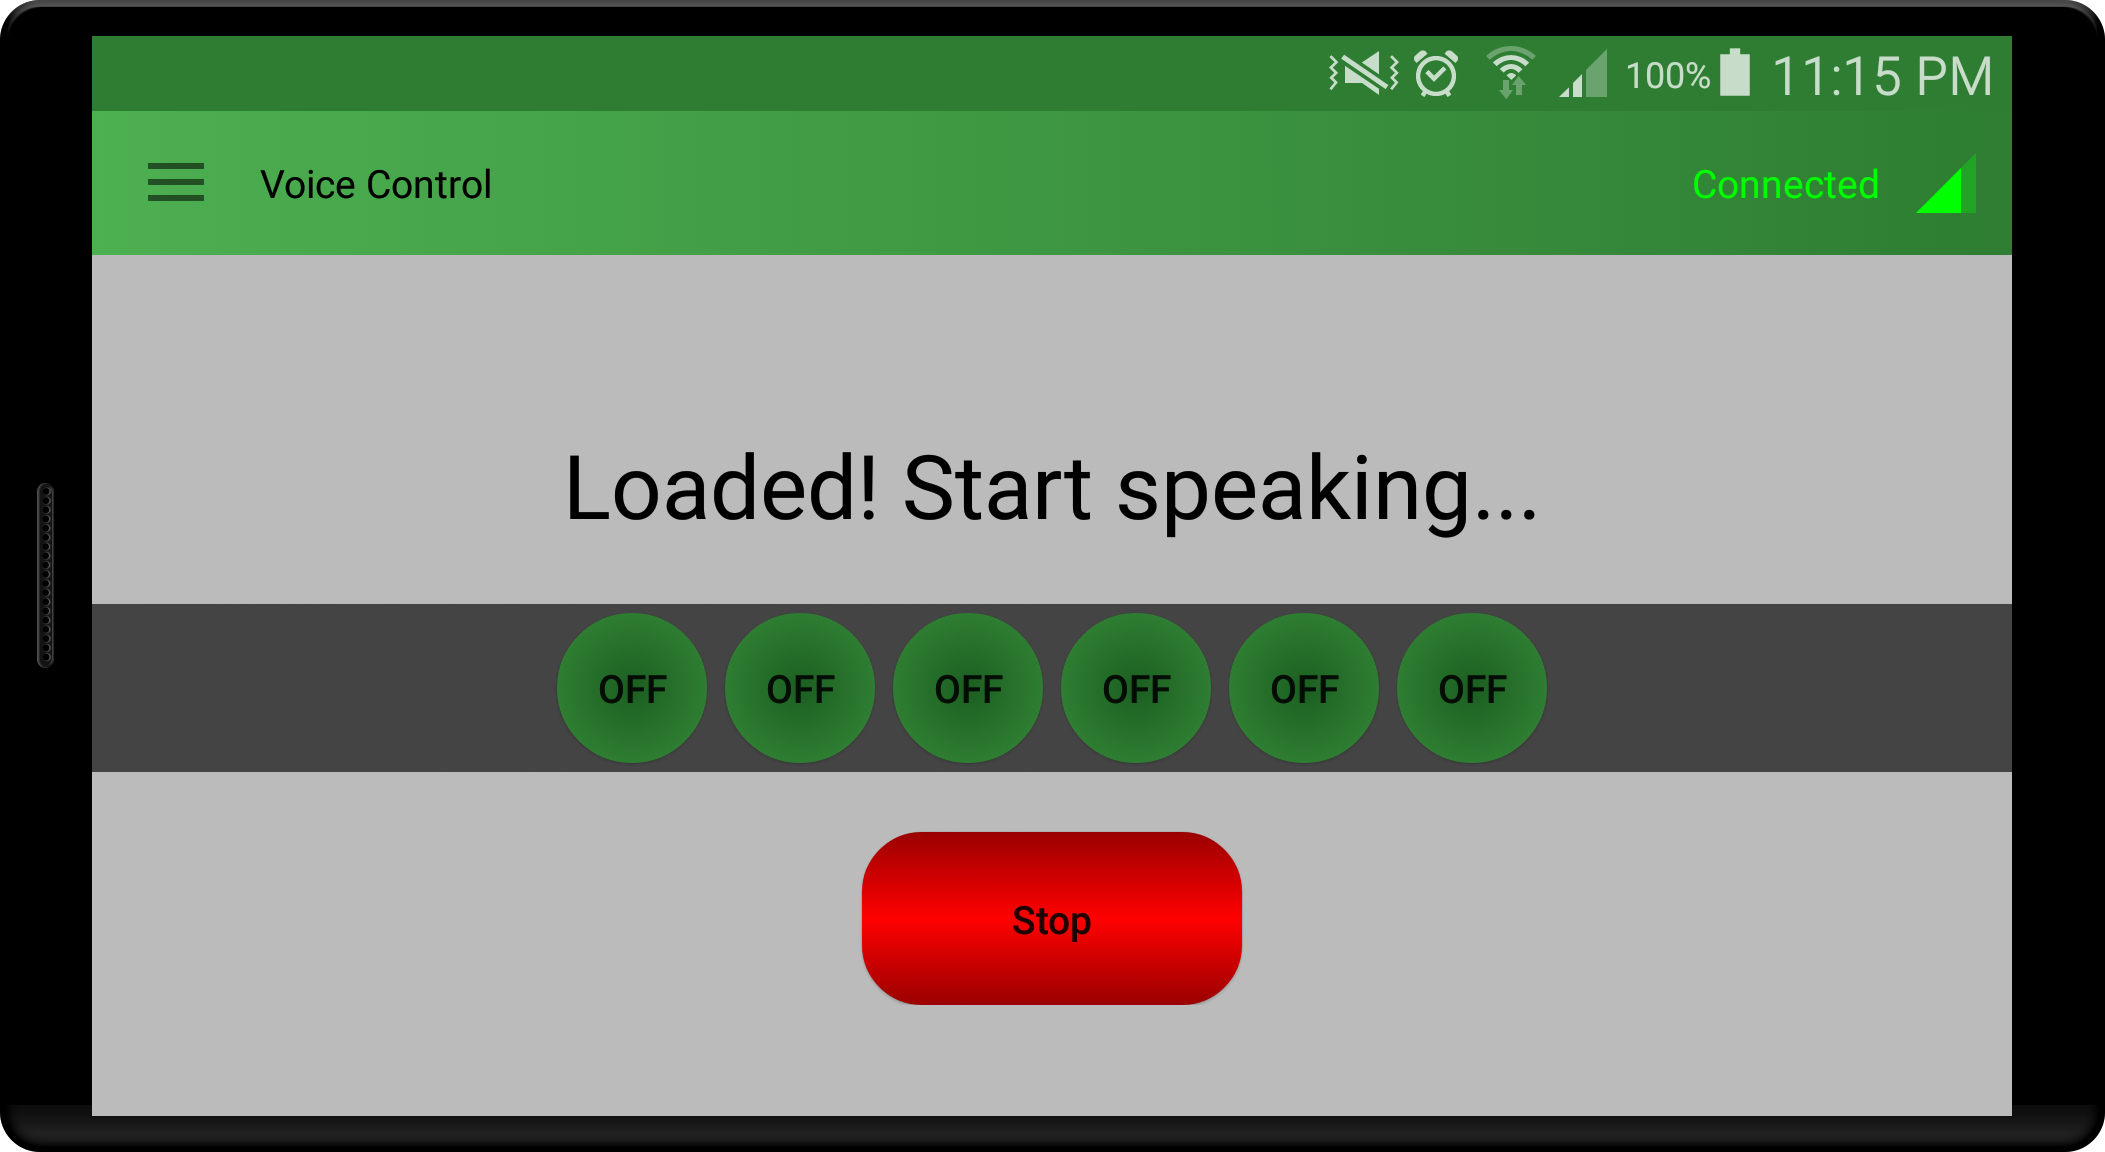 100% 11:15 PM
Voice Control Connected
Loaded! Start speaking...
OFF OFF OFF OFF OFF OFF
Stop